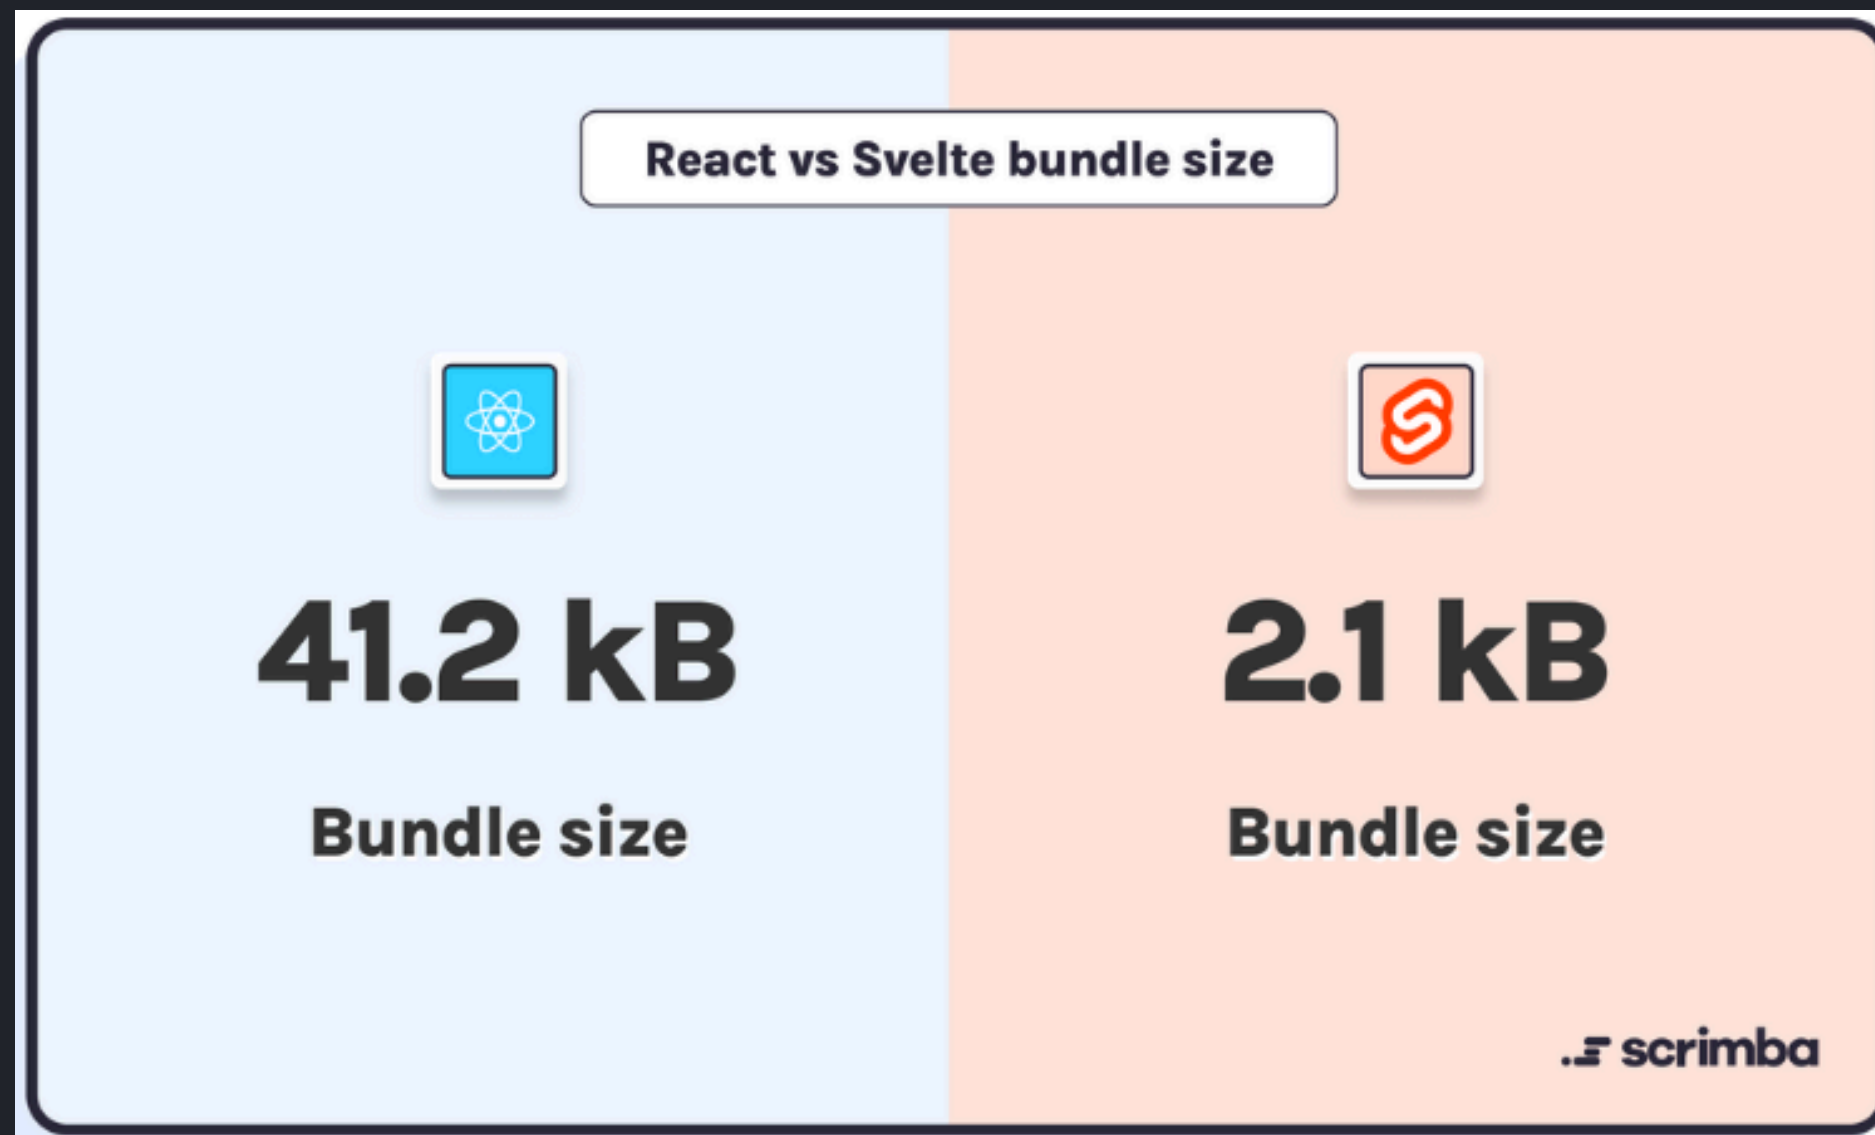 React vs Svelte bundle size
41.2 kB
Bundle size
2.1 kB
Bundle size
scrimba